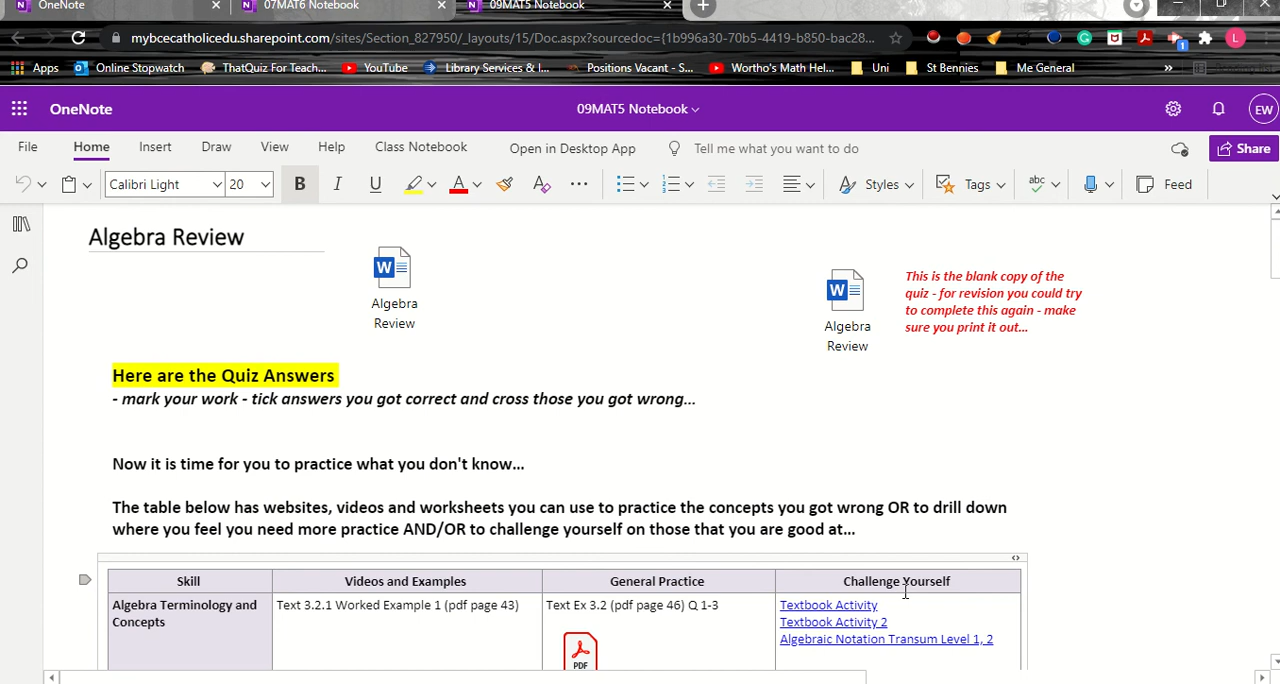 OneNote
07MAT6 Notebook
09MAT5 Notebook
mybcecatholicedu.sharepoint.com/sites/Section_827950/_layouts/15/Doc.aspx?sourcedoc={1b996a30-70b5-4419-b850-bac28...
L
Apps
Online Stopwatch
ThatQuiz For Teach...
YouTube
Library Services & I...
Positions Vacant - S...
Wortho's Math Hel...
Uni
St Bennies
Me General
»
OneNote
09MAT5 Notebook
EW
File
Home
Insert
Draw
View
Help
Class Notebook
Open in Desktop App
Tell me what you want to do
Share
Calibri Light
20
B
I
U
A
Styles
Tags
abc
Feed
Algebra Review
W
Algebra
Review
W
Algebra
Review
This is the blank copy of the
quiz - for revision you could try
to complete this again - make
sure you print it out...
Here are the Quiz Answers
- mark your work - tick answers you got correct and cross those you got wrong...
Now it is time for you to practice what you don't know...
The table below has websites, videos and worksheets you can use to practice the concepts you got wrong OR to drill down
where you feel you need more practice AND/OR to challenge yourself on those that you are good at...
Skill
Videos and Examples
General Practice
Challenge Yourself
Algebra Terminology and
Concepts
Text 3.2.1 Worked Example 1 (pdf page 43)
Text Ex 3.2 (pdf page 46) Q 1-3
PDF
Textbook Activity
Textbook Activity 2
Algebraic Notation Transum Level 1, 2